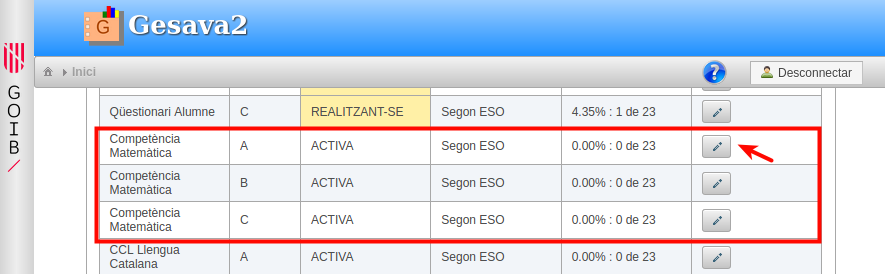 G Gesava2
Inici
Desconnectar
GOIB
Qüestionari Alumne C REALITZANT-SE Segon ESO 4.35% : 1 de 23
Competència
Matemàtica A ACTIVA Segon ESO 0.00% : 0 de 23
Competència
Matemàtica B ACTIVA Segon ESO 0.00% : 0 de 23
Competència
Matemàtica C ACTIVA Segon ESO 0.00% : 0 de 23
CCL Llengua
Catalana A ACTIVA Segon ESO 0.00% : 0 de 23